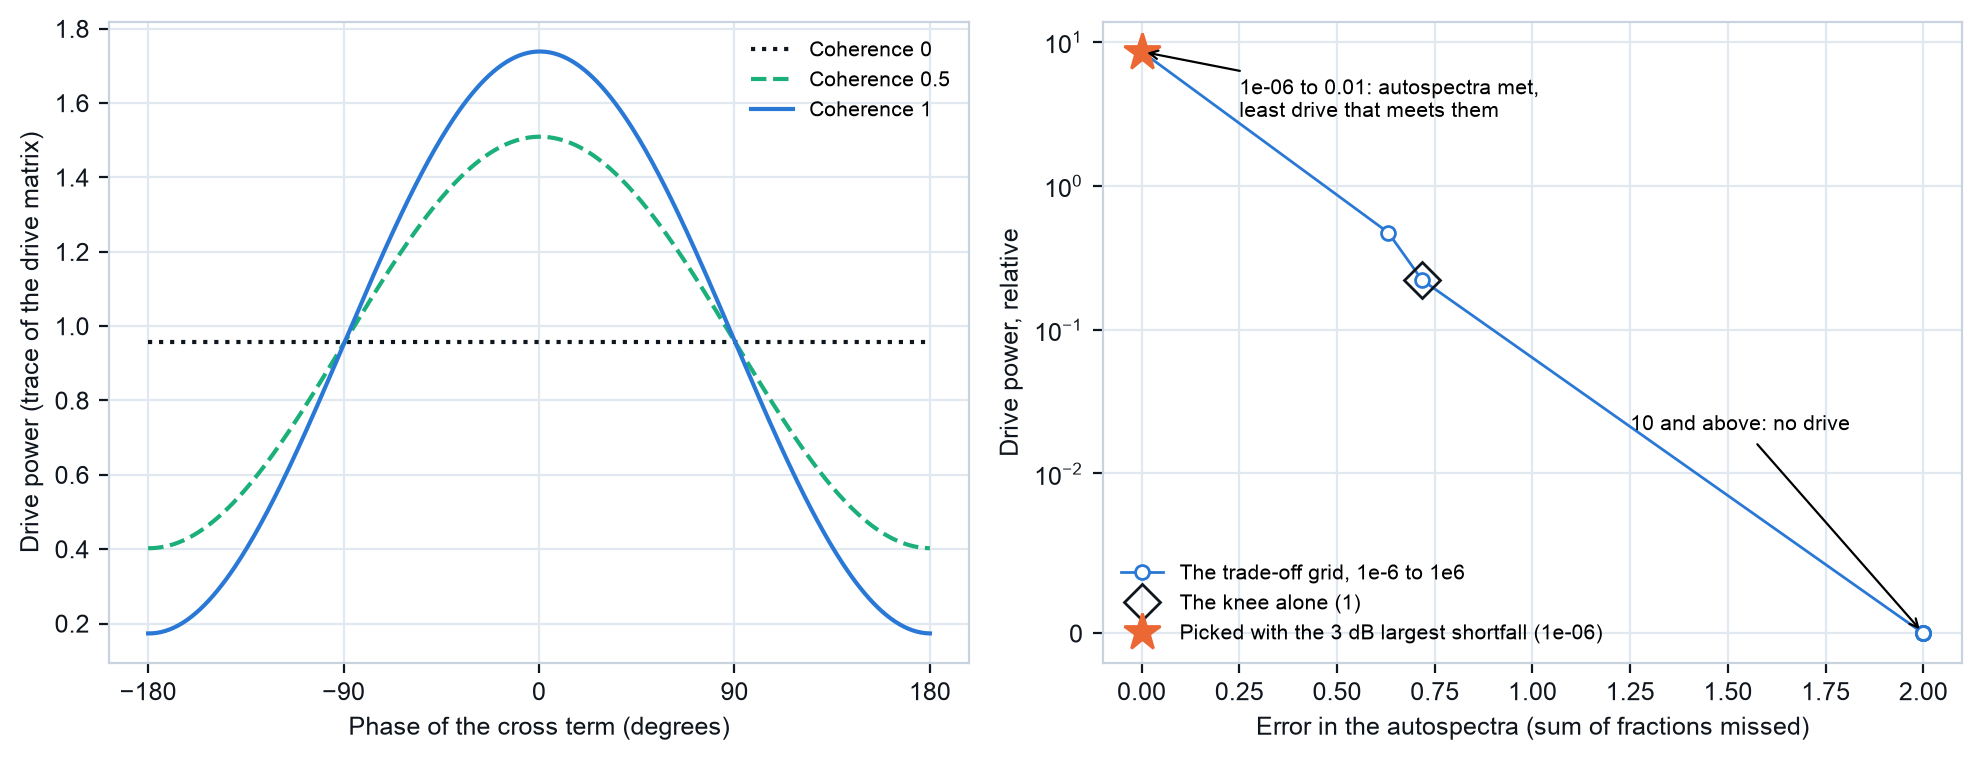 1.8
1.6
1.4
1.2
1.0
0.8
0.6
0.4
0.2
−180
−90
0
90
180
Drive power (trace of the drive matrix)
Phase of the cross term (degrees)
Coherence 0
Coherence 0.5
Coherence 1
10¹
10⁰
10⁻¹
10⁻²
0
0.00
0.25
0.50
0.75
1.00
1.25
1.50
1.75
2.00
Drive power, relative
Error in the autospectra (sum of fractions missed)
1e-06 to 0.01: autospectra met,
least drive that meets them
10 and above: no drive
The trade-off grid, 1e-6 to 1e6
The knee alone (1)
Picked with the 3 dB largest shortfall (1e-06)